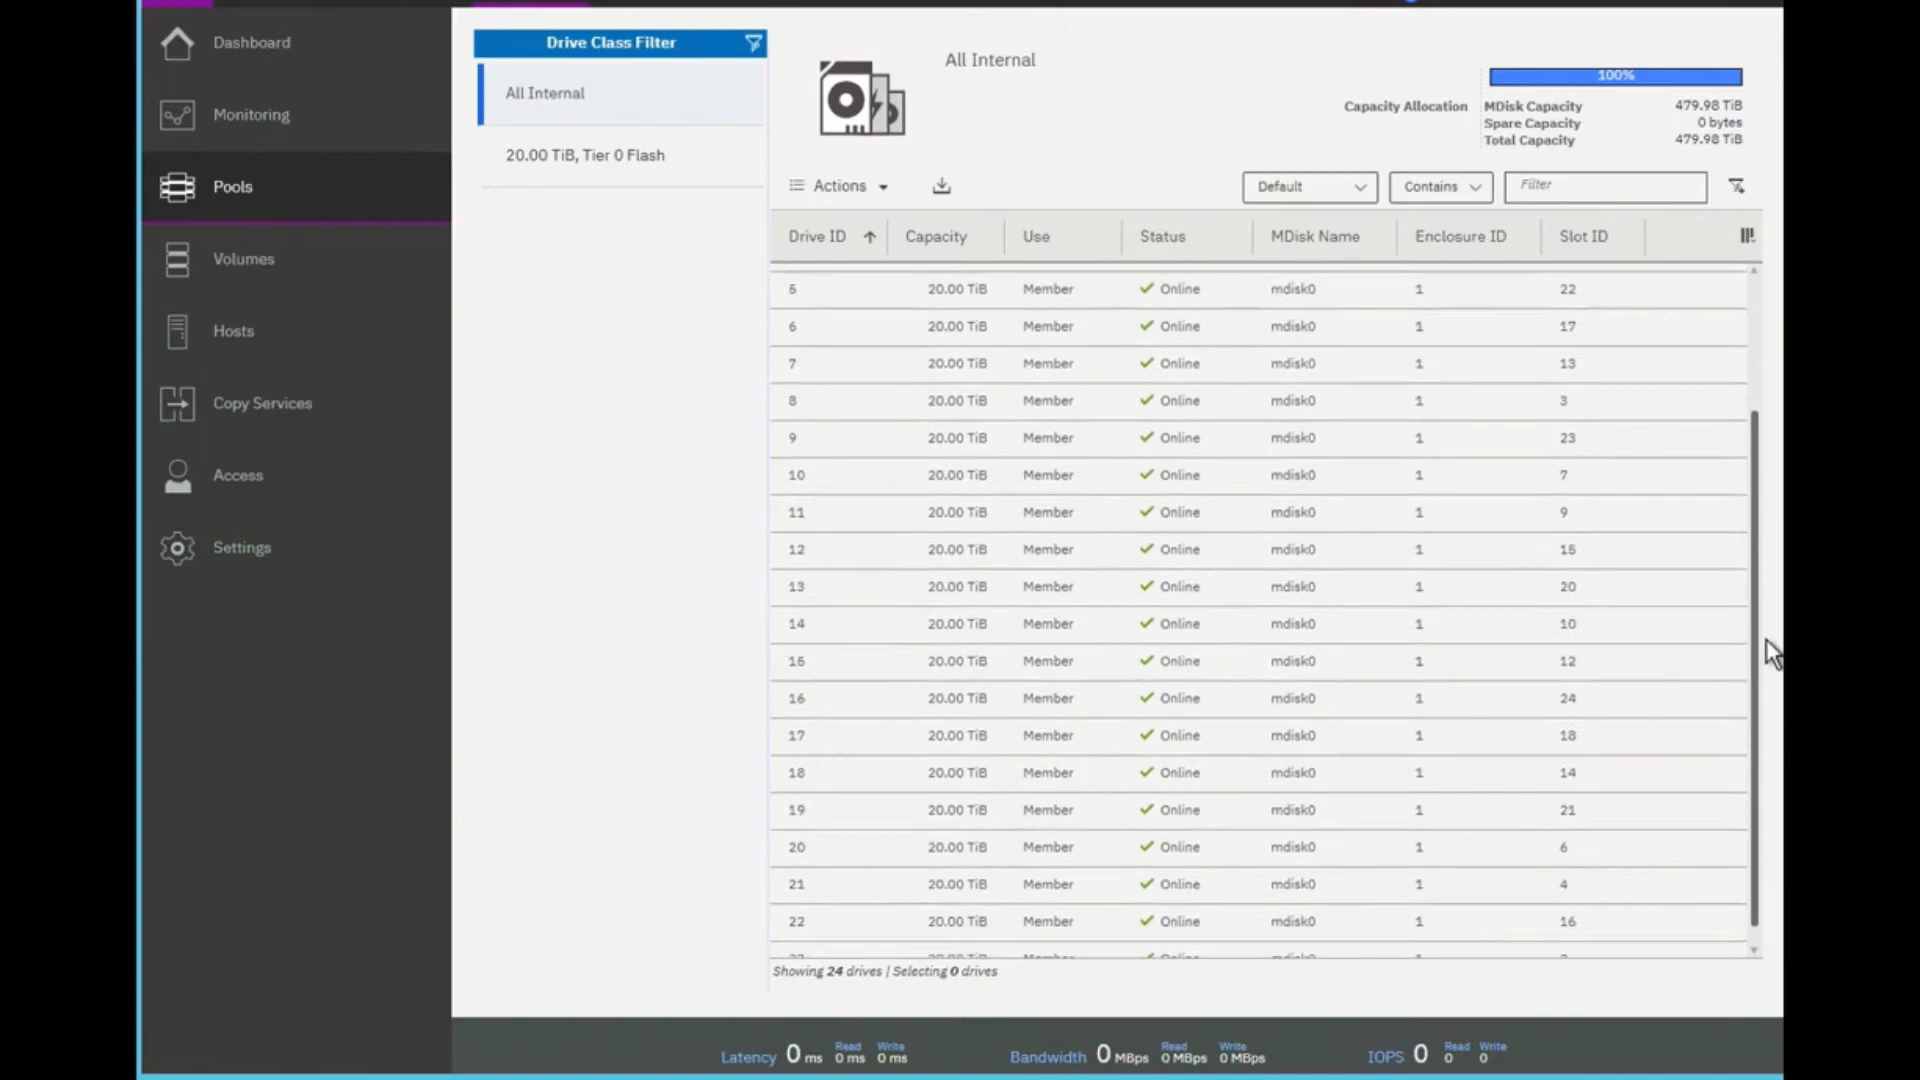 Dashboard
Monitoring
Pools
Volumes
Hosts
Copy Services
Access
Settings
Drive Class Filter
All Internal
20.00 TiB, Tier 0 Flash
All Internal
100%
Capacity Allocation
MDisk Capacity 479.98 TiB
Spare Capacity 0 bytes
Total Capacity 479.98 TiB
Actions
Default
Contains
Filter
Drive ID Capacity Use Status MDisk Name Enclosure ID Slot ID
5 20.00 TiB Member Online mdisk0 1 22
6 20.00 TiB Member Online mdisk0 1 17
7 20.00 TiB Member Online mdisk0 1 13
8 20.00 TiB Member Online mdisk0 1 3
9 20.00 TiB Member Online mdisk0 1 23
10 20.00 TiB Member Online mdisk0 1 7
11 20.00 TiB Member Online mdisk0 1 9
12 20.00 TiB Member Online mdisk0 1 15
13 20.00 TiB Member Online mdisk0 1 20
14 20.00 TiB Member Online mdisk0 1 10
15 20.00 TiB Member Online mdisk0 1 12
16 20.00 TiB Member Online mdisk0 1 24
17 20.00 TiB Member Online mdisk0 1 18
18 20.00 TiB Member Online mdisk0 1 14
19 20.00 TiB Member Online mdisk0 1 21
20 20.00 TiB Member Online mdisk0 1 6
21 20.00 TiB Member Online mdisk0 1 4
22 20.00 TiB Member Online mdisk0 1 16
Showing 24 drives | Selecting 0 drives
Latency 0 ms Read 0 ms Write 0 ms
Bandwidth 0 MBps Read 0 MBps Write 0 MBps
IOPS 0 Read 0 Write 0